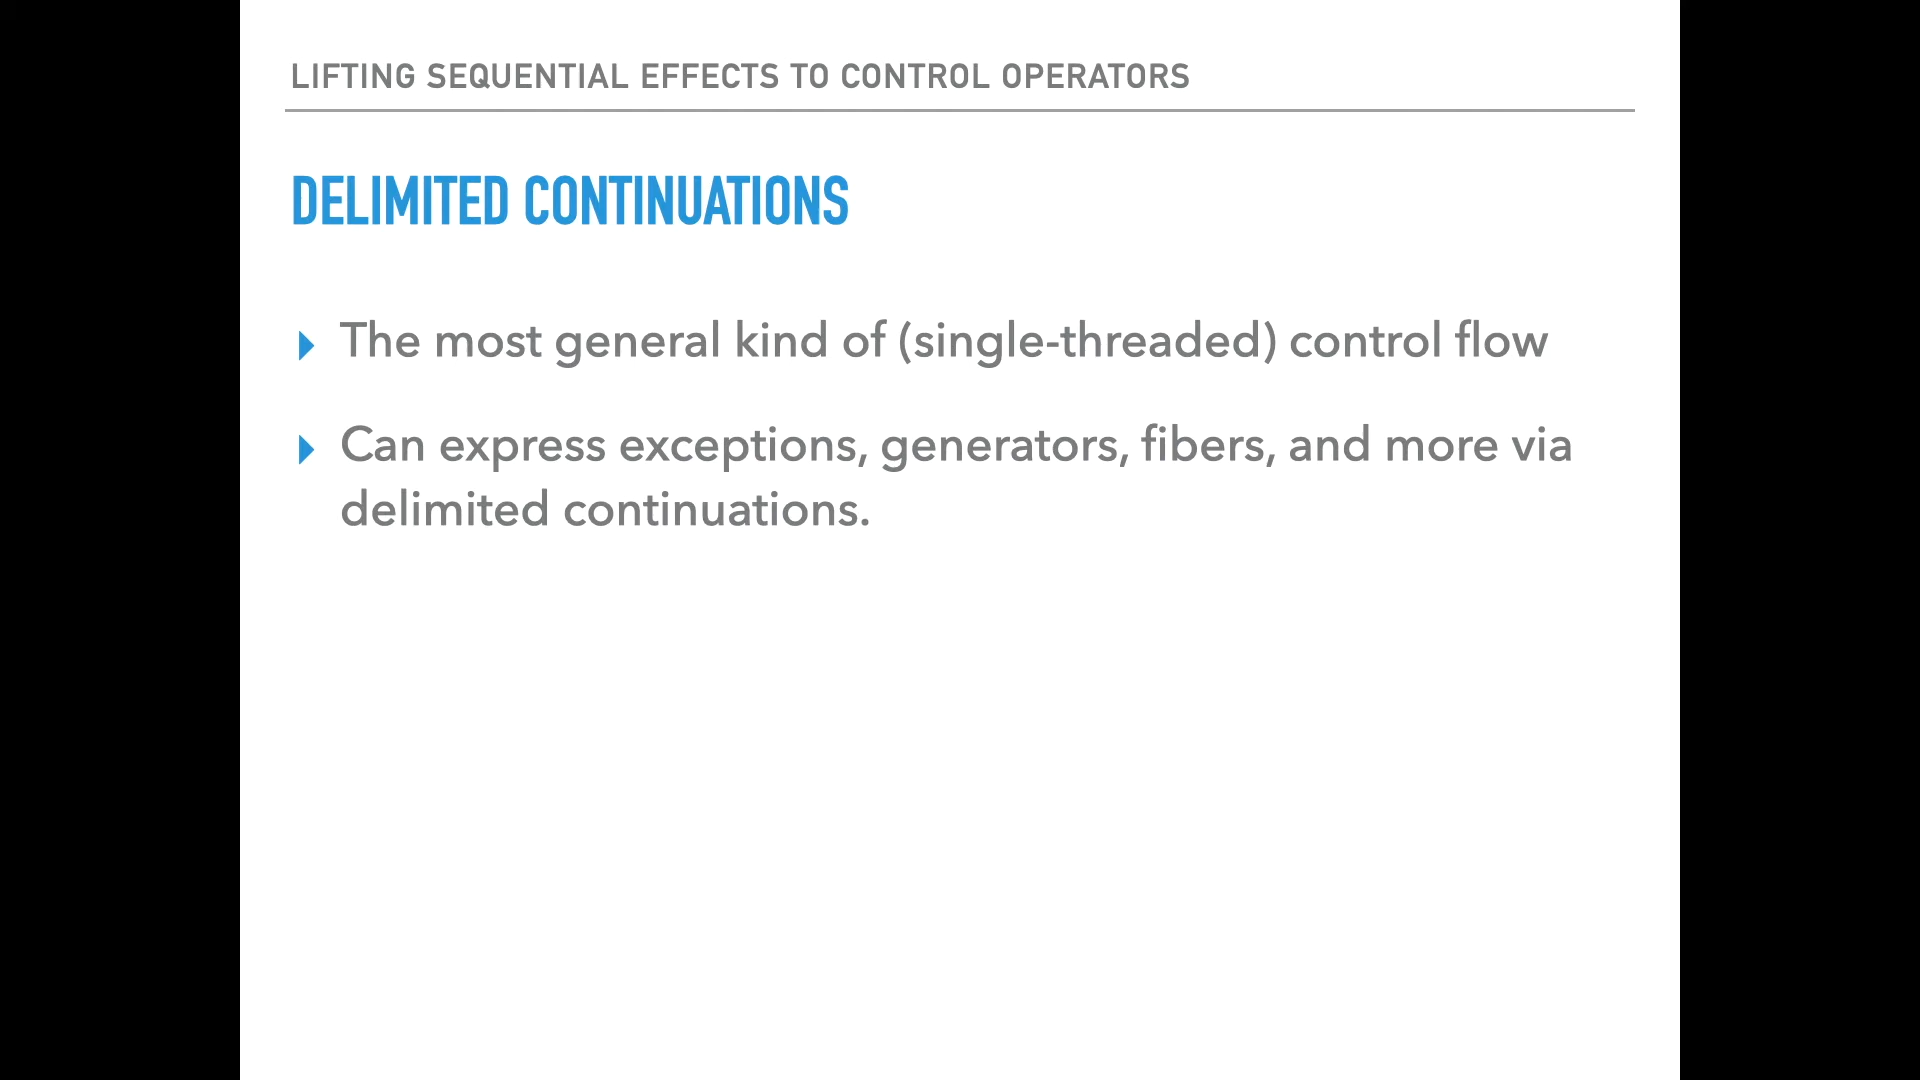 LIFTING SEQUENTIAL EFFECTS TO CONTROL OPERATORS
DELIMITED CONTINUATIONS
The most general kind of (single-threaded) control flow
Can express exceptions, generators, fibers, and more via
delimited continuations.